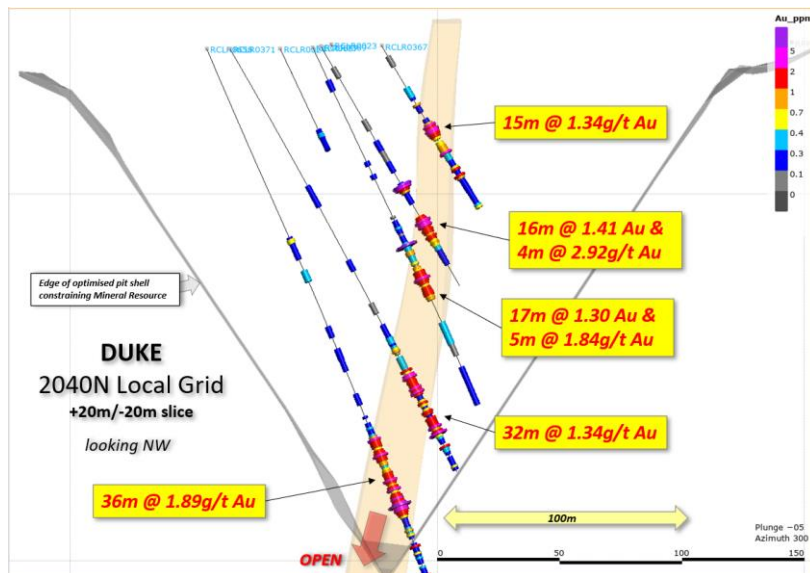 RCLR0371
RCLR0023
RCLR0367
Au_ppm
5
2
1
0.7
0.4
0.3
0.1
0
15m @ 1.34g/t Au
16m @ 1.41 Au &
4m @ 2.92g/t Au
Edge of optimised pit shell
constraining Mineral Resource
17m @ 1.30 Au &
5m @ 1.84g/t Au
DUKE
2040N Local Grid
+20m/-20m slice
looking NW
32m @ 1.34g/t Au
36m @ 1.89g/t Au
100m
Plunge −05
Azimuth 300
OPEN
0
50
100
150